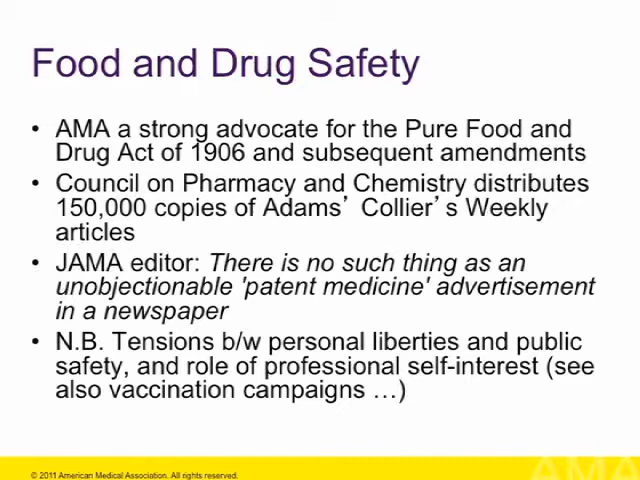 Food and Drug Safety
• AMA a strong advocate for the Pure Food and
Drug Act of 1906 and subsequent amendments
• Council on Pharmacy and Chemistry distributes
150,000 copies of Adams’ Collier’s Weekly
articles
• JAMA editor: There is no such thing as an
unobjectionable 'patent medicine' advertisement
in a newspaper
• N.B. Tensions b/w personal liberties and public
safety, and role of professional self-interest (see
also vaccination campaigns …)
© 2011 American Medical Association. All rights reserved.
AMA